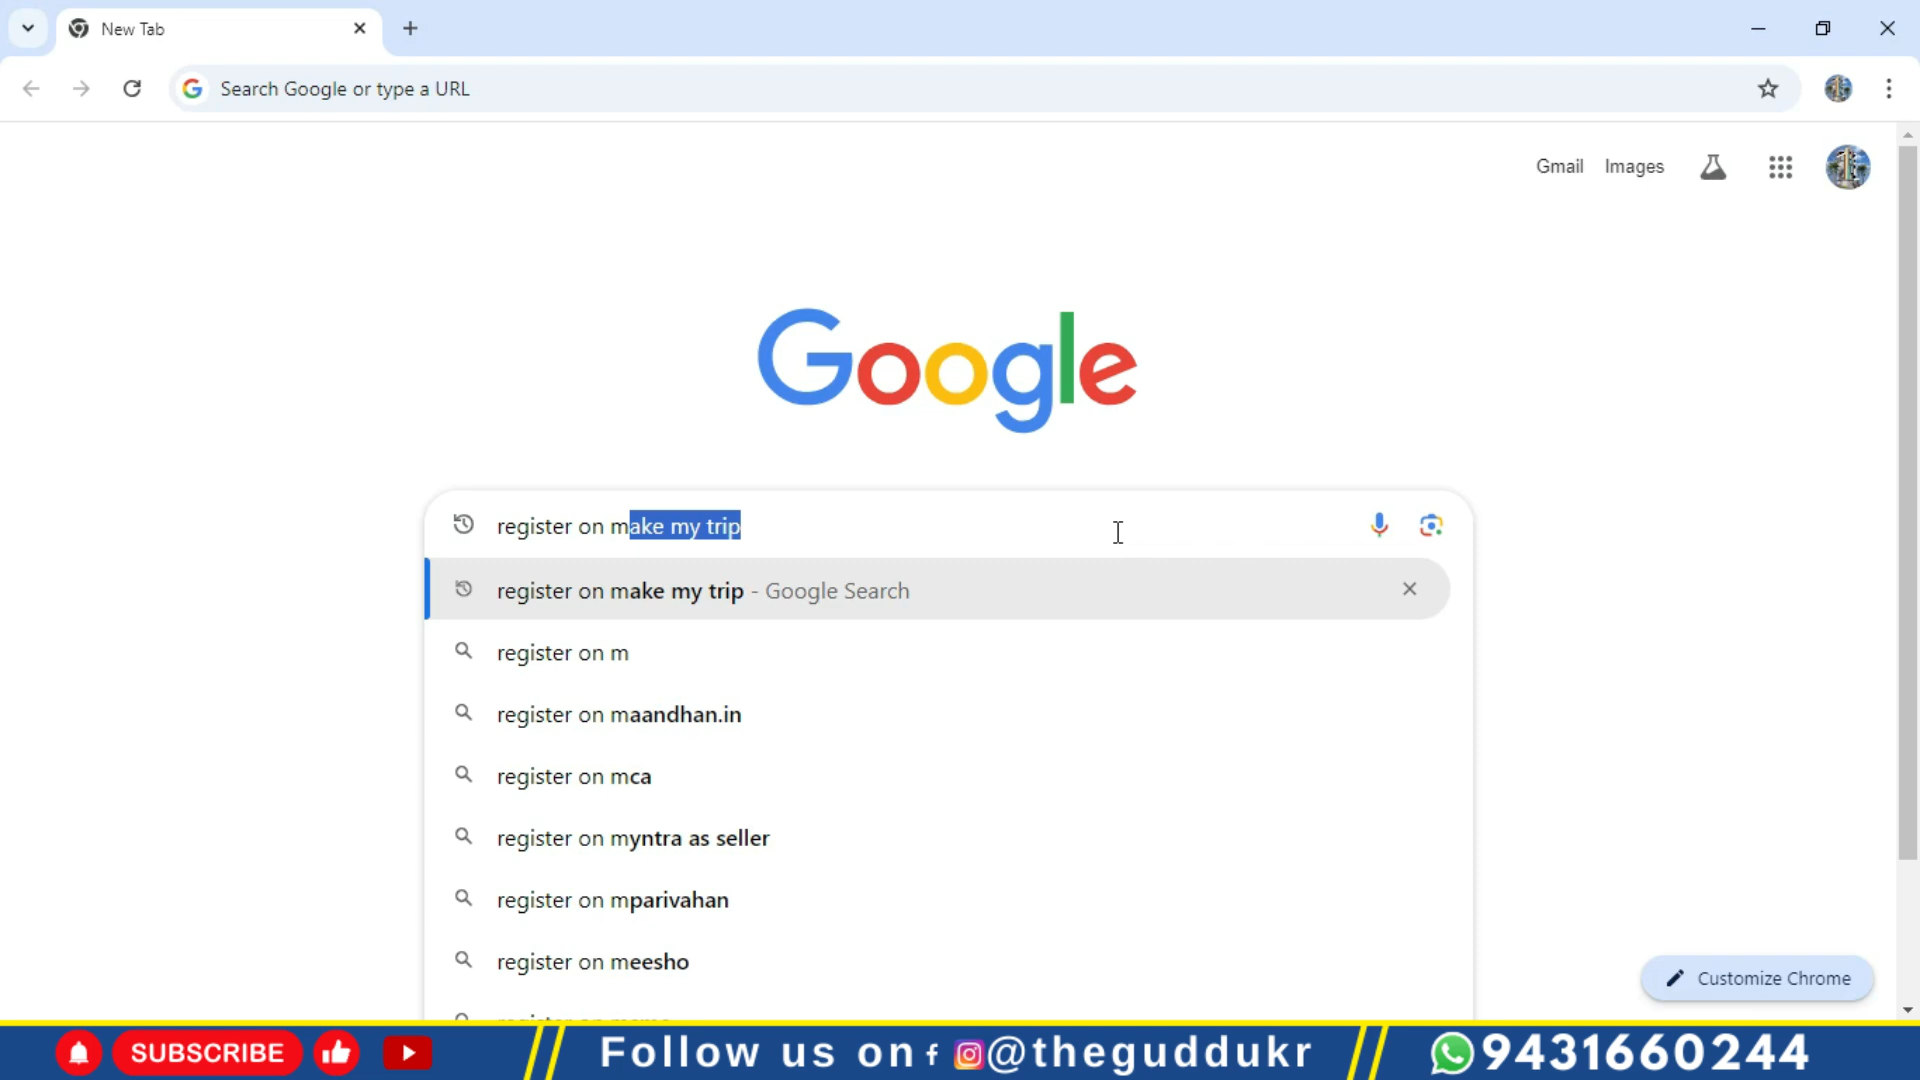 New Tab
Search Google or type a URL
Gmail Images
Google
register on make my trip
register on make my trip - Google Search
register on m
register on maandhan.in
register on mca
register on myntra as seller
register on mparivahan
register on meesho
Customize Chrome
SUBSCRIBE
Follow us on f @theguddukr
9431660244